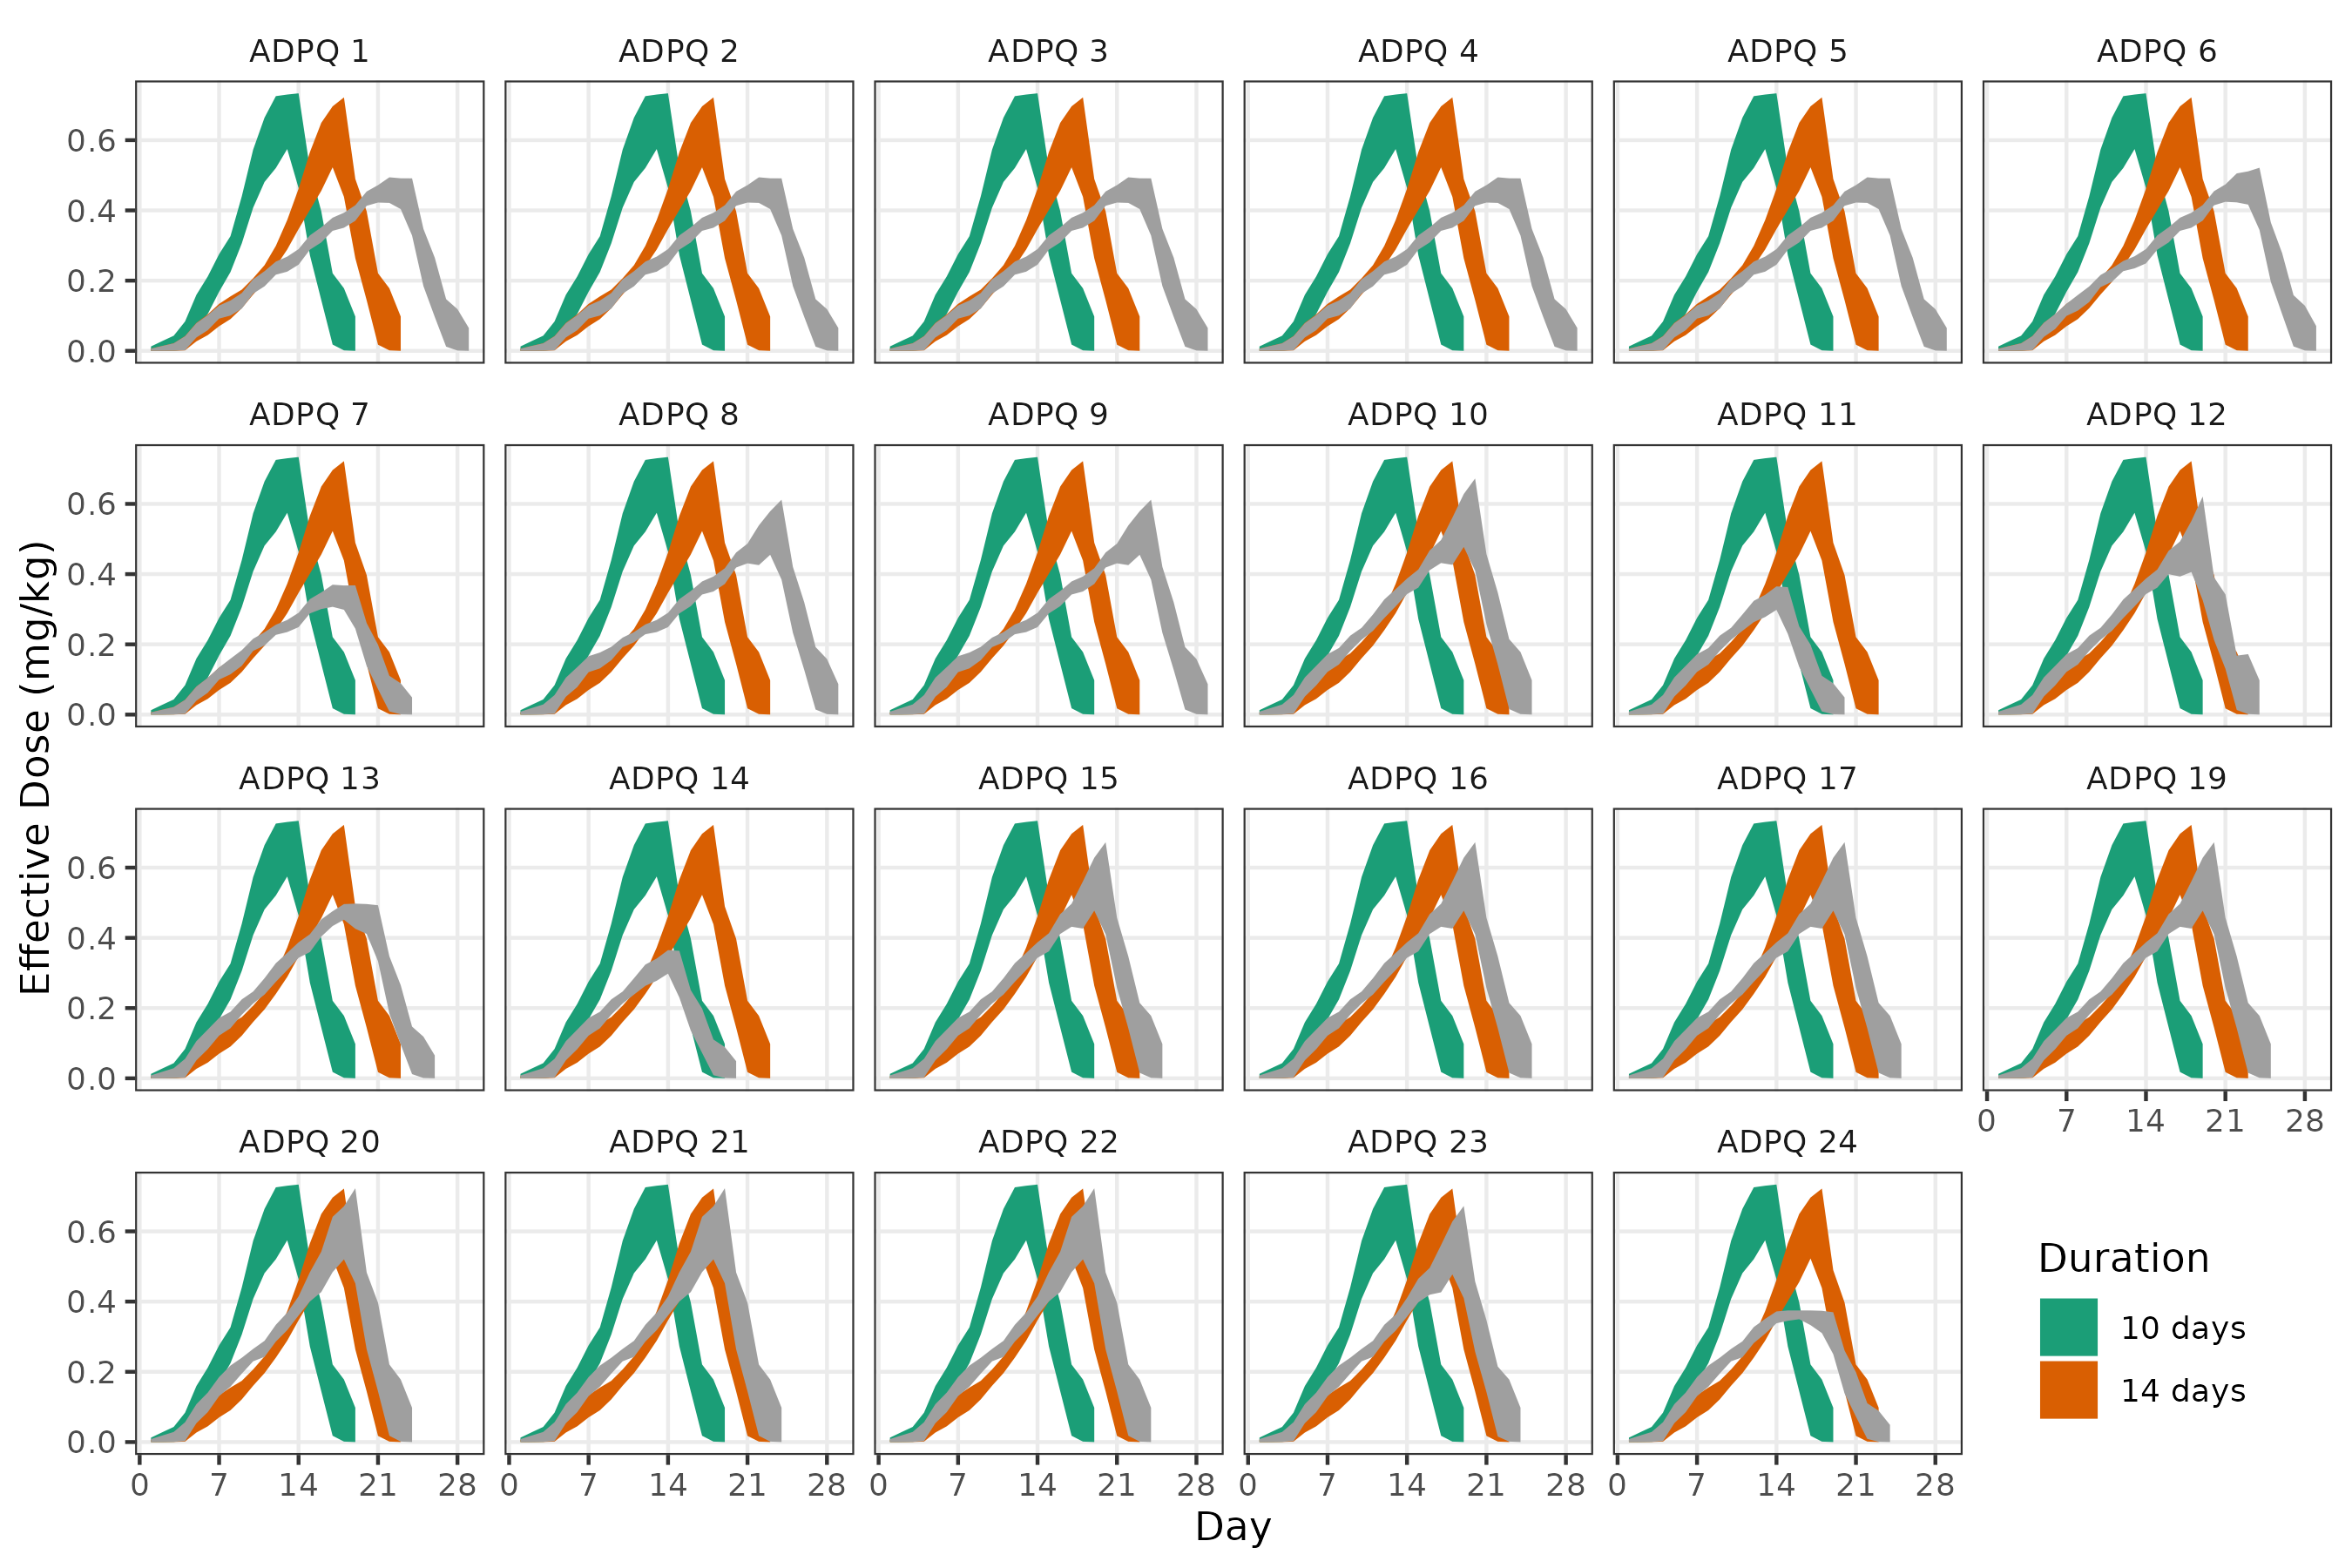 ADPQ 1 ADPQ 2 ADPQ 3 ADPQ 4 ADPQ 5 ADPQ 6
0.6
0.4
0.2
0.0
ADPQ 7 ADPQ 8 ADPQ 9 ADPQ 10 ADPQ 11 ADPQ 12
0.6
0.4
0.2
0.0
Effective Dose (mg/kg)
ADPQ 13 ADPQ 14 ADPQ 15 ADPQ 16 ADPQ 17 ADPQ 19
0.6
0.4
0.2
0.0
0 7 14 21 28
ADPQ 20 ADPQ 21 ADPQ 22 ADPQ 23 ADPQ 24
0.6
0.4
0.2
0.0
0 7 14 21 28 0 7 14 21 28 0 7 14 21 28 0 7 14 21 28 0 7 14 21 28
Day
Duration
10 days
14 days